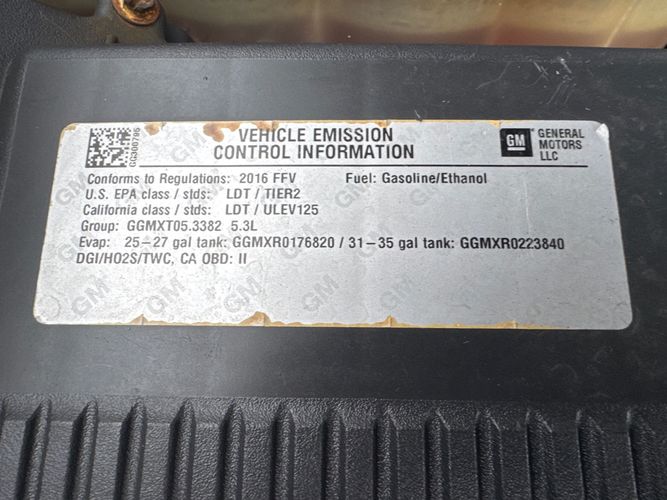 VEHICLE EMISSION
CONTROL INFORMATION
GM GENERAL
MOTORS
LLC
GG300796
Conforms to Regulations: 2016 FFV Fuel: Gasoline/Ethanol
U.S. EPA class / stds: LDT / TIER2
California class / stds: LDT / ULEV125
Group: GGMXT05.3382 5.3L
Evap: 25-27 gal tank: GGMXR0176820 / 31-35 gal tank: GGMXR0223840
DGI/HO2S/TWC, CA OBD: II